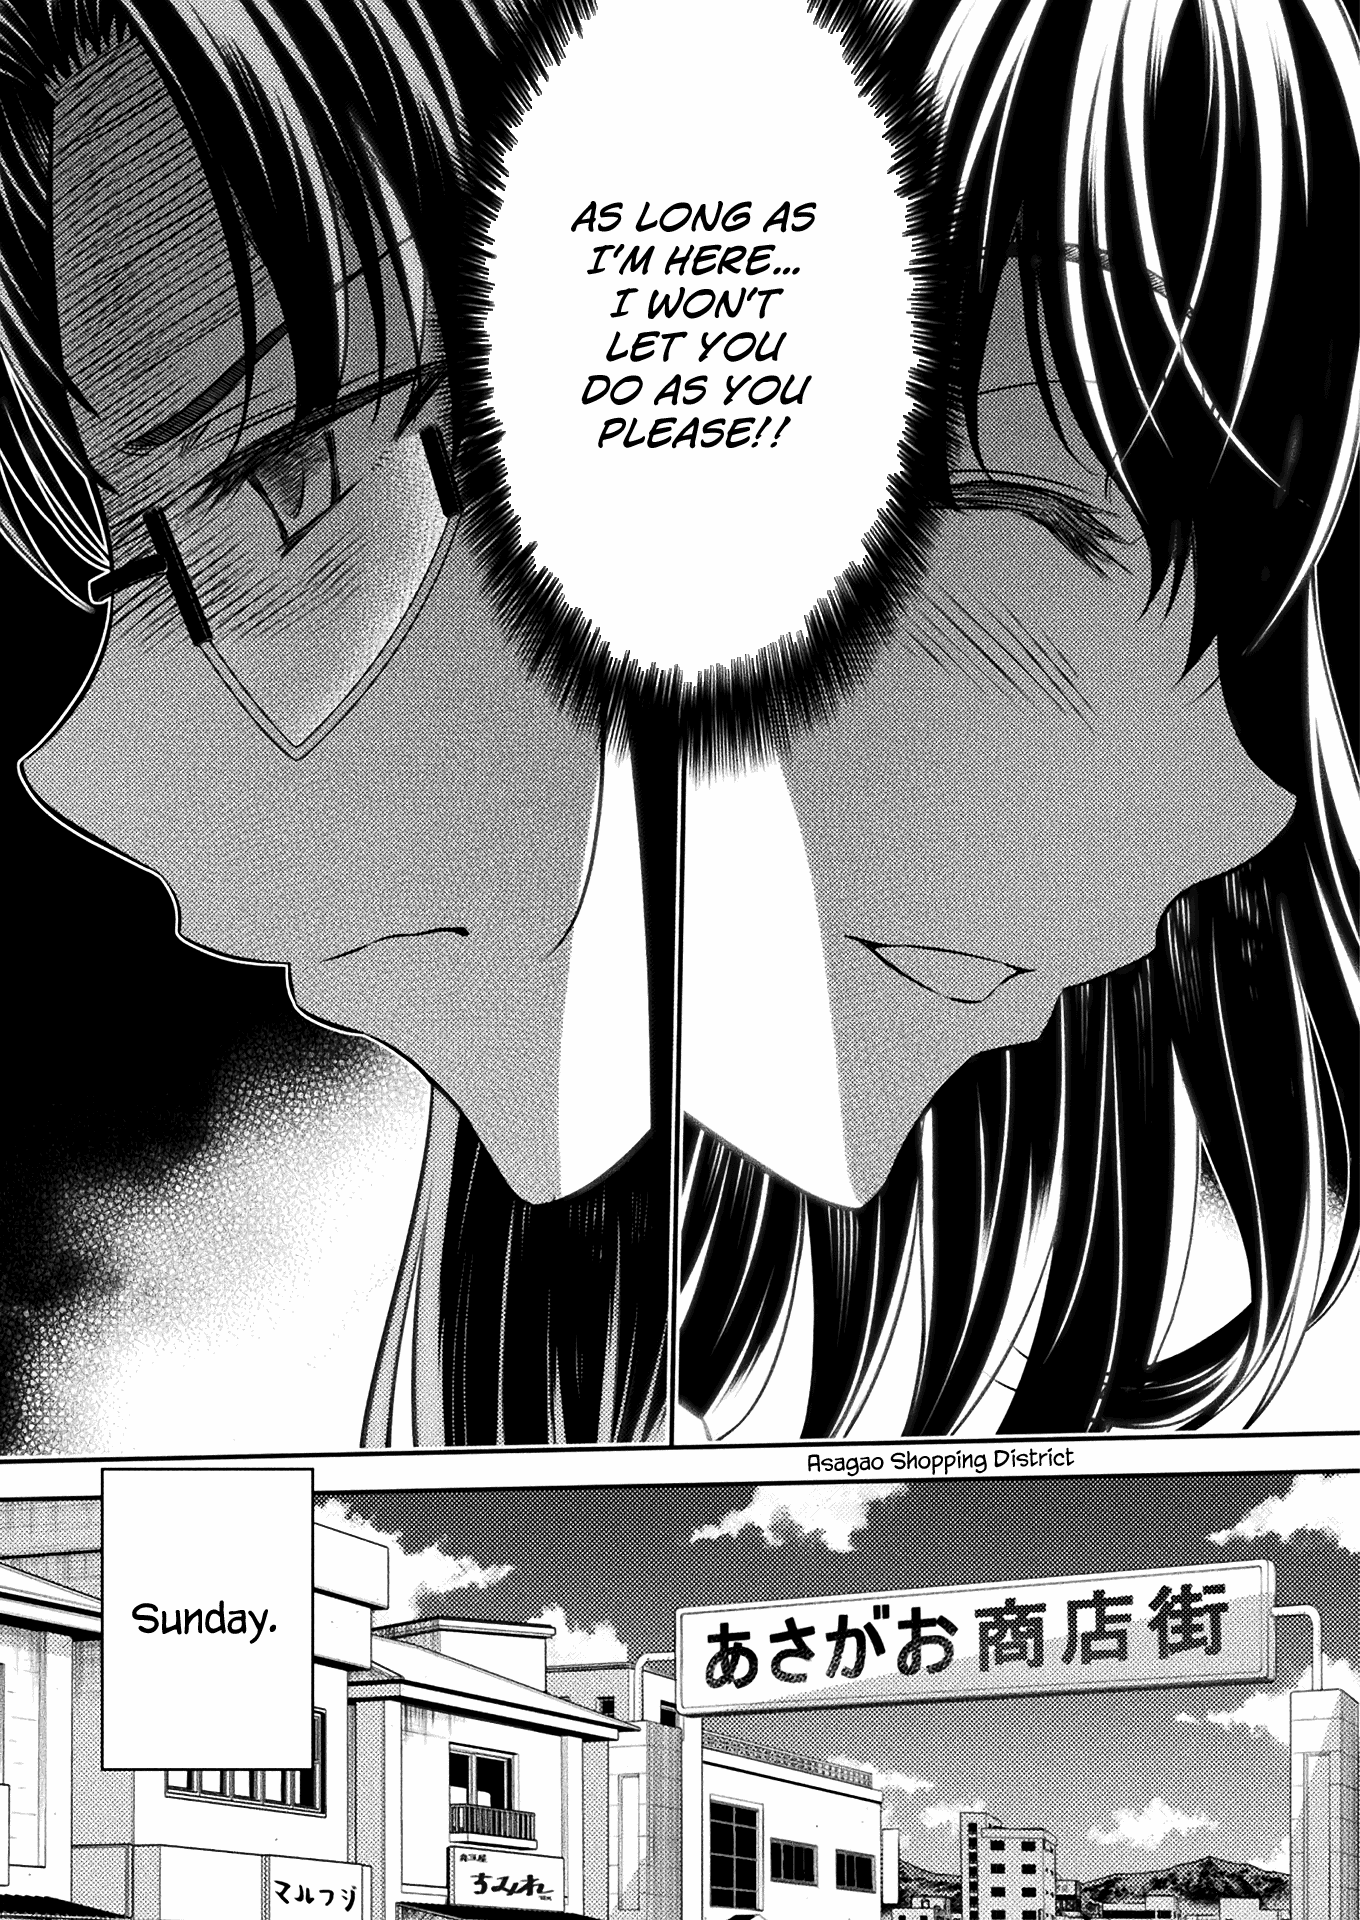 AS LONG AS
I'M HERE...
I WON'T
LET YOU
DO AS YOU
PLEASE!!
Asagao Shopping District
Sunday.
あさがお商店街
すみれ
マルフジ